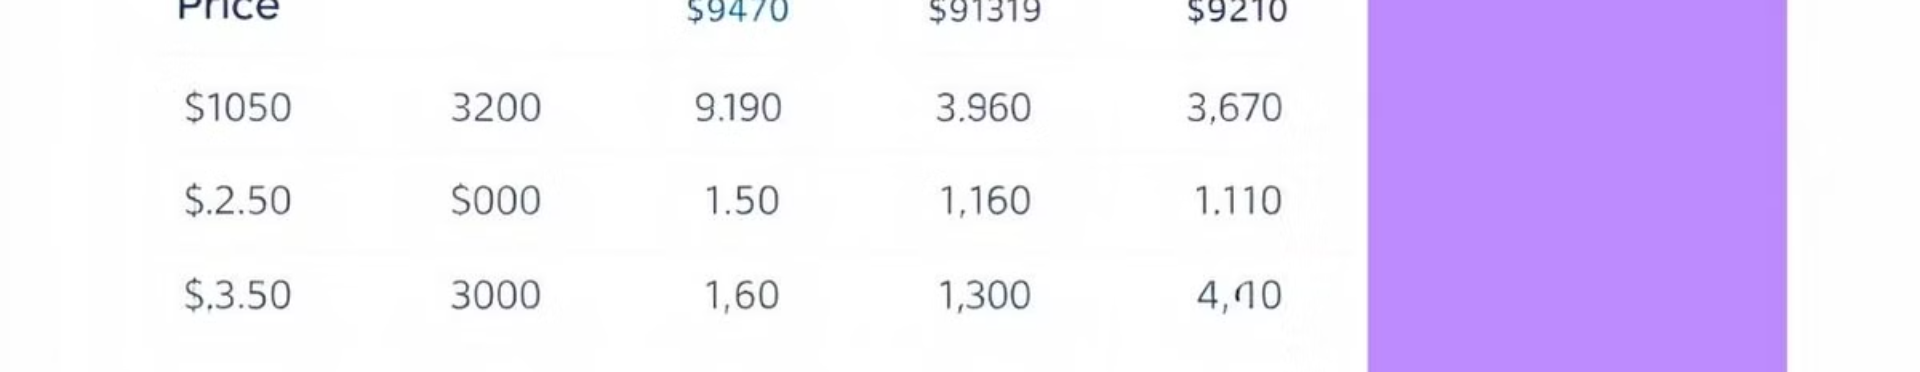 Price $9470 $91319 $9210
$1050 3200 9.190 3.960 3,670
$.2.50 $000 1.50 1,160 1.110
$.3.50 3000 1,60 1,300